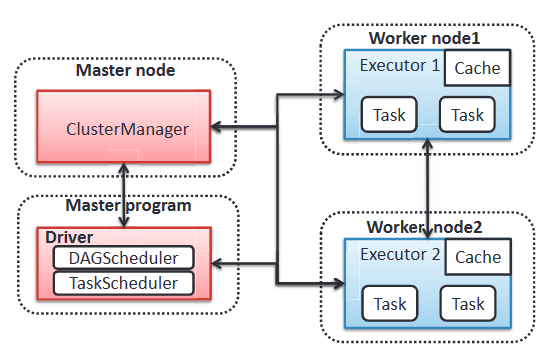 Master node
ClusterManager
Master program
Driver
DAGScheduler
TaskScheduler
Worker node1
Executor 1
Cache
Task
Task
Worker node2
Executor 2
Cache
Task
Task